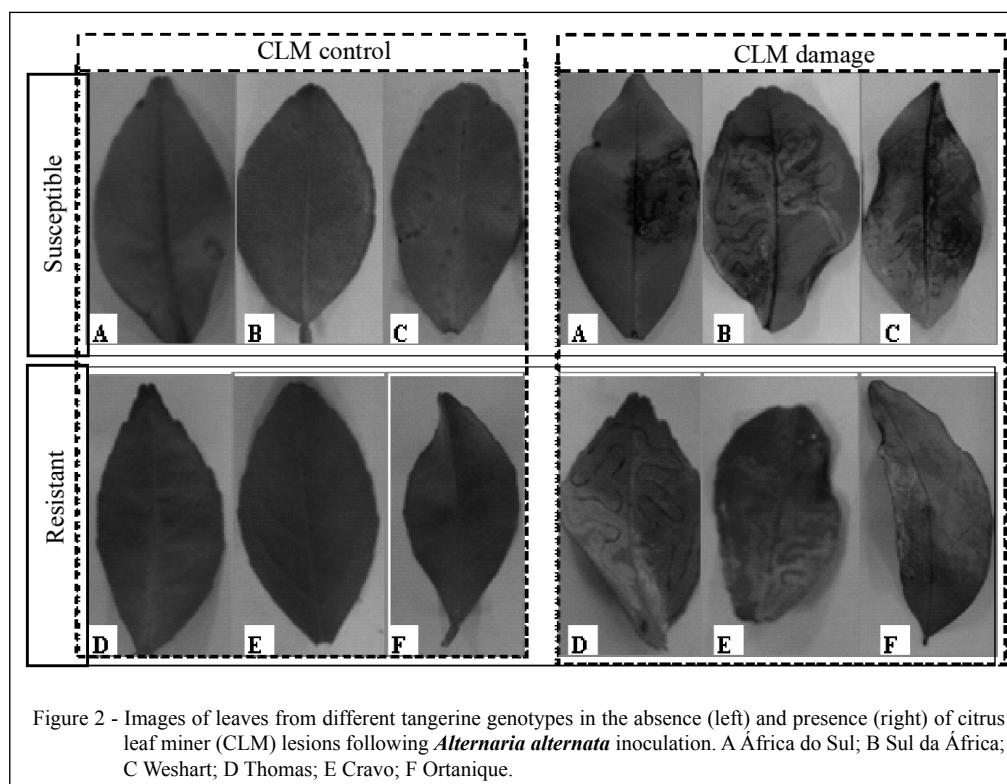 CLM control
CLM damage
Susceptible
A
B
C
A
B
C
Resistant
D
E
F
D
E
F
Figure 2 - Images of leaves from different tangerine genotypes in the absence (left) and presence (right) of citrus
leaf miner (CLM) lesions following Alternaria alternata inoculation. A África do Sul; B Sul da África;
C Weshart; D Thomas; E Cravo; F Ortanique.